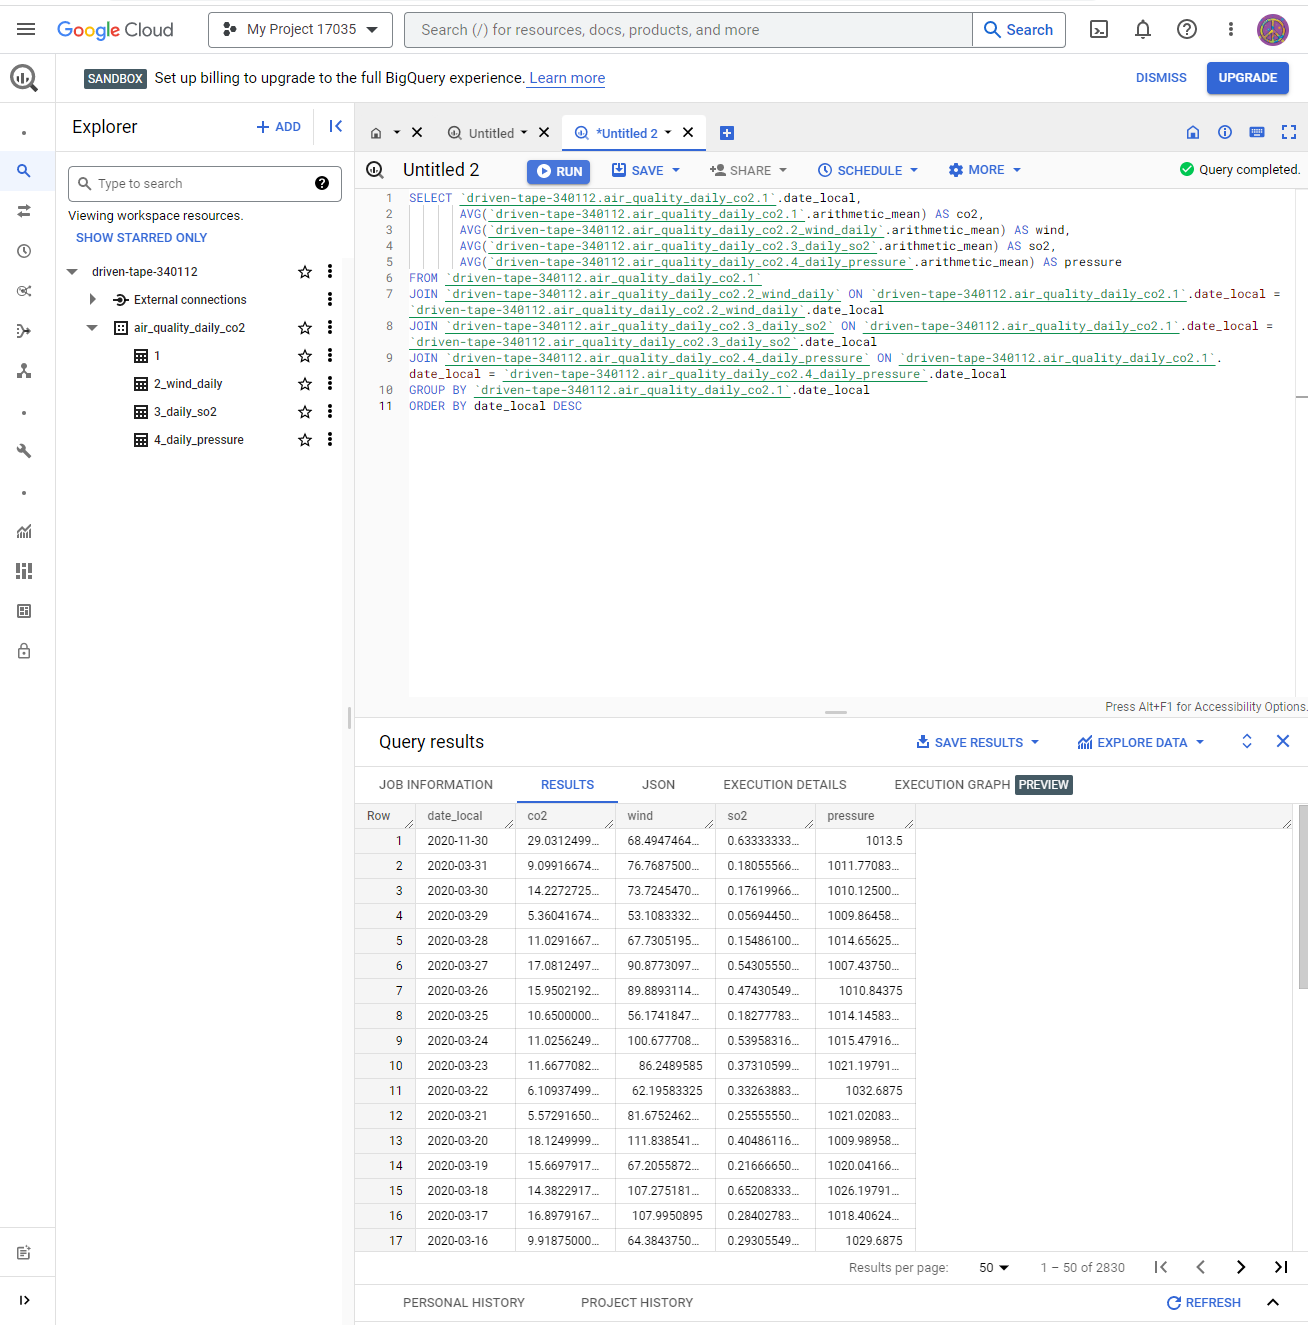 Google Cloud
My Project 17035
Search (/) for resources, docs, products, and more
Search
SANDBOX Set up billing to upgrade to the full BigQuery experience. Learn more
DISMISS
UPGRADE
Explorer
+ ADD
Type to search
Viewing workspace resources.
SHOW STARRED ONLY
driven-tape-340112
External connections
air_quality_daily_co2
1
2_wind_daily
3_daily_so2
4_daily_pressure
Untitled
*Untitled 2
Untitled 2
RUN
SAVE
SHARE
SCHEDULE
MORE
Query completed.
1 SELECT `driven-tape-340112.air_quality_daily_co2.1`.date_local,
2 AVG(`driven-tape-340112.air_quality_daily_co2.1`.arithmetic_mean) AS co2,
3 AVG(`driven-tape-340112.air_quality_daily_co2.2_wind_daily`.arithmetic_mean) AS wind,
4 AVG(`driven-tape-340112.air_quality_daily_co2.3_daily_so2`.arithmetic_mean) AS so2,
5 AVG(`driven-tape-340112.air_quality_daily_co2.4_daily_pressure`.arithmetic_mean) AS pressure
6 FROM `driven-tape-340112.air_quality_daily_co2.1`
7 JOIN `driven-tape-340112.air_quality_daily_co2.2_wind_daily` ON `driven-tape-340112.air_quality_daily_co2.1`.date_local =
`driven-tape-340112.air_quality_daily_co2.2_wind_daily`.date_local
8 JOIN `driven-tape-340112.air_quality_daily_co2.3_daily_so2` ON `driven-tape-340112.air_quality_daily_co2.1`.date_local =
`driven-tape-340112.air_quality_daily_co2.3_daily_so2`.date_local
9 JOIN `driven-tape-340112.air_quality_daily_co2.4_daily_pressure` ON `driven-tape-340112.air_quality_daily_co2.1`.
date_local = `driven-tape-340112.air_quality_daily_co2.4_daily_pressure`.date_local
10 GROUP BY `driven-tape-340112.air_quality_daily_co2.1`.date_local
11 ORDER BY date_local DESC
Press Alt+F1 for Accessibility Options.
Query results
SAVE RESULTS
EXPLORE DATA
JOB INFORMATION RESULTS JSON EXECUTION DETAILS EXECUTION GRAPH PREVIEW
Row date_local co2 wind so2 pressure
1 2020-11-30 29.0312499... 68.4947464... 0.63333333... 1013.5
2 2020-03-31 9.09916674... 76.7687500... 0.18055566... 1011.77083...
3 2020-03-30 14.2272725... 73.7245470... 0.17619966... 1010.12500...
4 2020-03-29 5.36041674... 53.1083332... 0.05694450... 1009.86458...
5 2020-03-28 11.0291667... 67.7305195... 0.15486100... 1014.65625...
6 2020-03-27 17.0812497... 90.8773097... 0.54305550... 1007.43750...
7 2020-03-26 15.9502192... 89.8893114... 0.47430549... 1010.84375
8 2020-03-25 10.6500000... 56.1741847... 0.18277783... 1014.14583...
9 2020-03-24 11.0256249... 100.677708... 0.53958316... 1015.47916...
10 2020-03-23 11.6677082... 86.2489585 0.37310599... 1021.19791...
11 2020-03-22 6.10937499... 62.19583325 0.33263883... 1032.6875
12 2020-03-21 5.57291650... 81.6752462... 0.25555550... 1021.02083...
13 2020-03-20 18.1249999... 111.838541... 0.40486116... 1009.98958...
14 2020-03-19 15.6697917... 67.2055872... 0.21666650... 1020.04166...
15 2020-03-18 14.3822917... 107.275181... 0.65208333... 1026.19791...
16 2020-03-17 16.8979167... 107.9950895 0.28402783... 1018.40624...
17 2020-03-16 9.91875000... 64.3843750... 0.29305549... 1029.6875
Results per page: 50 1 – 50 of 2830
PERSONAL HISTORY PROJECT HISTORY REFRESH